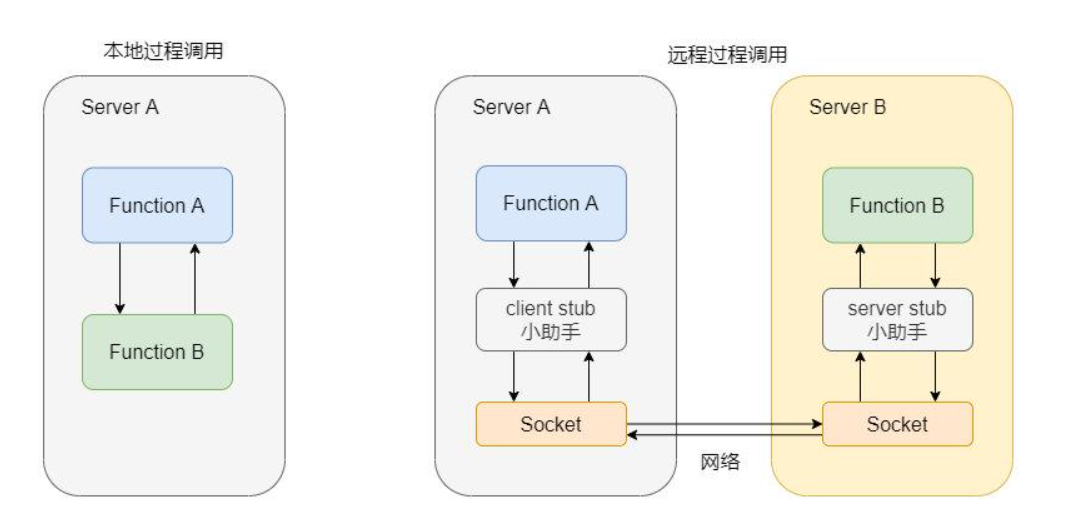 本地过程调用
Server A
Function A
Function B
远程过程调用
Server A
Function A
client stub
小助手
Socket
网络
Server B
Function B
server stub
小助手
Socket